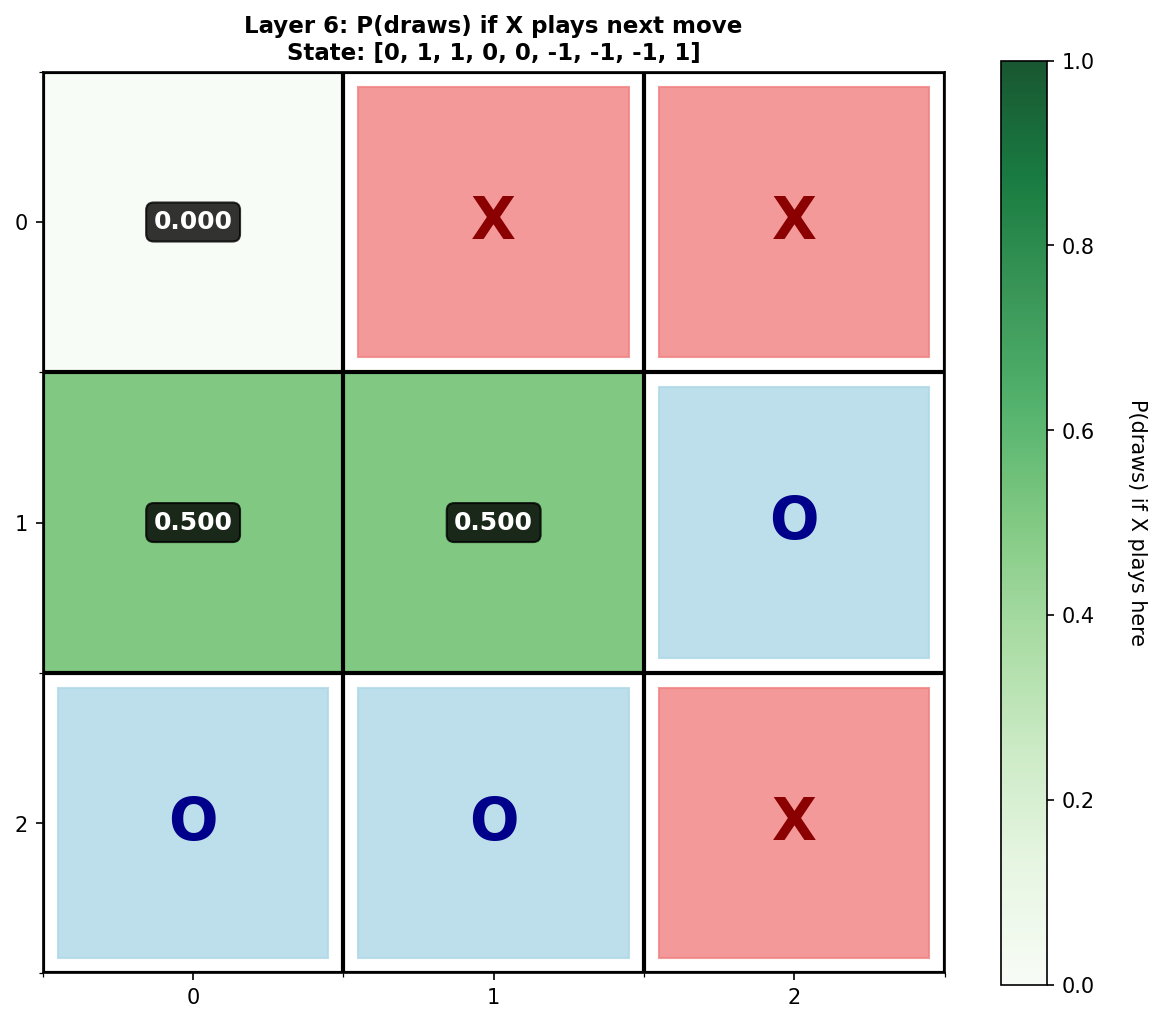 Layer 6: P(draws) if X plays next move
State: [0, 1, 1, 0, 0, -1, -1, -1, 1]
0
0.000
X
X
1
0.500
0.500
O
2
O
O
X
0
1
2
1.0
0.8
0.6
0.4
0.2
0.0
P(draws) if X plays here